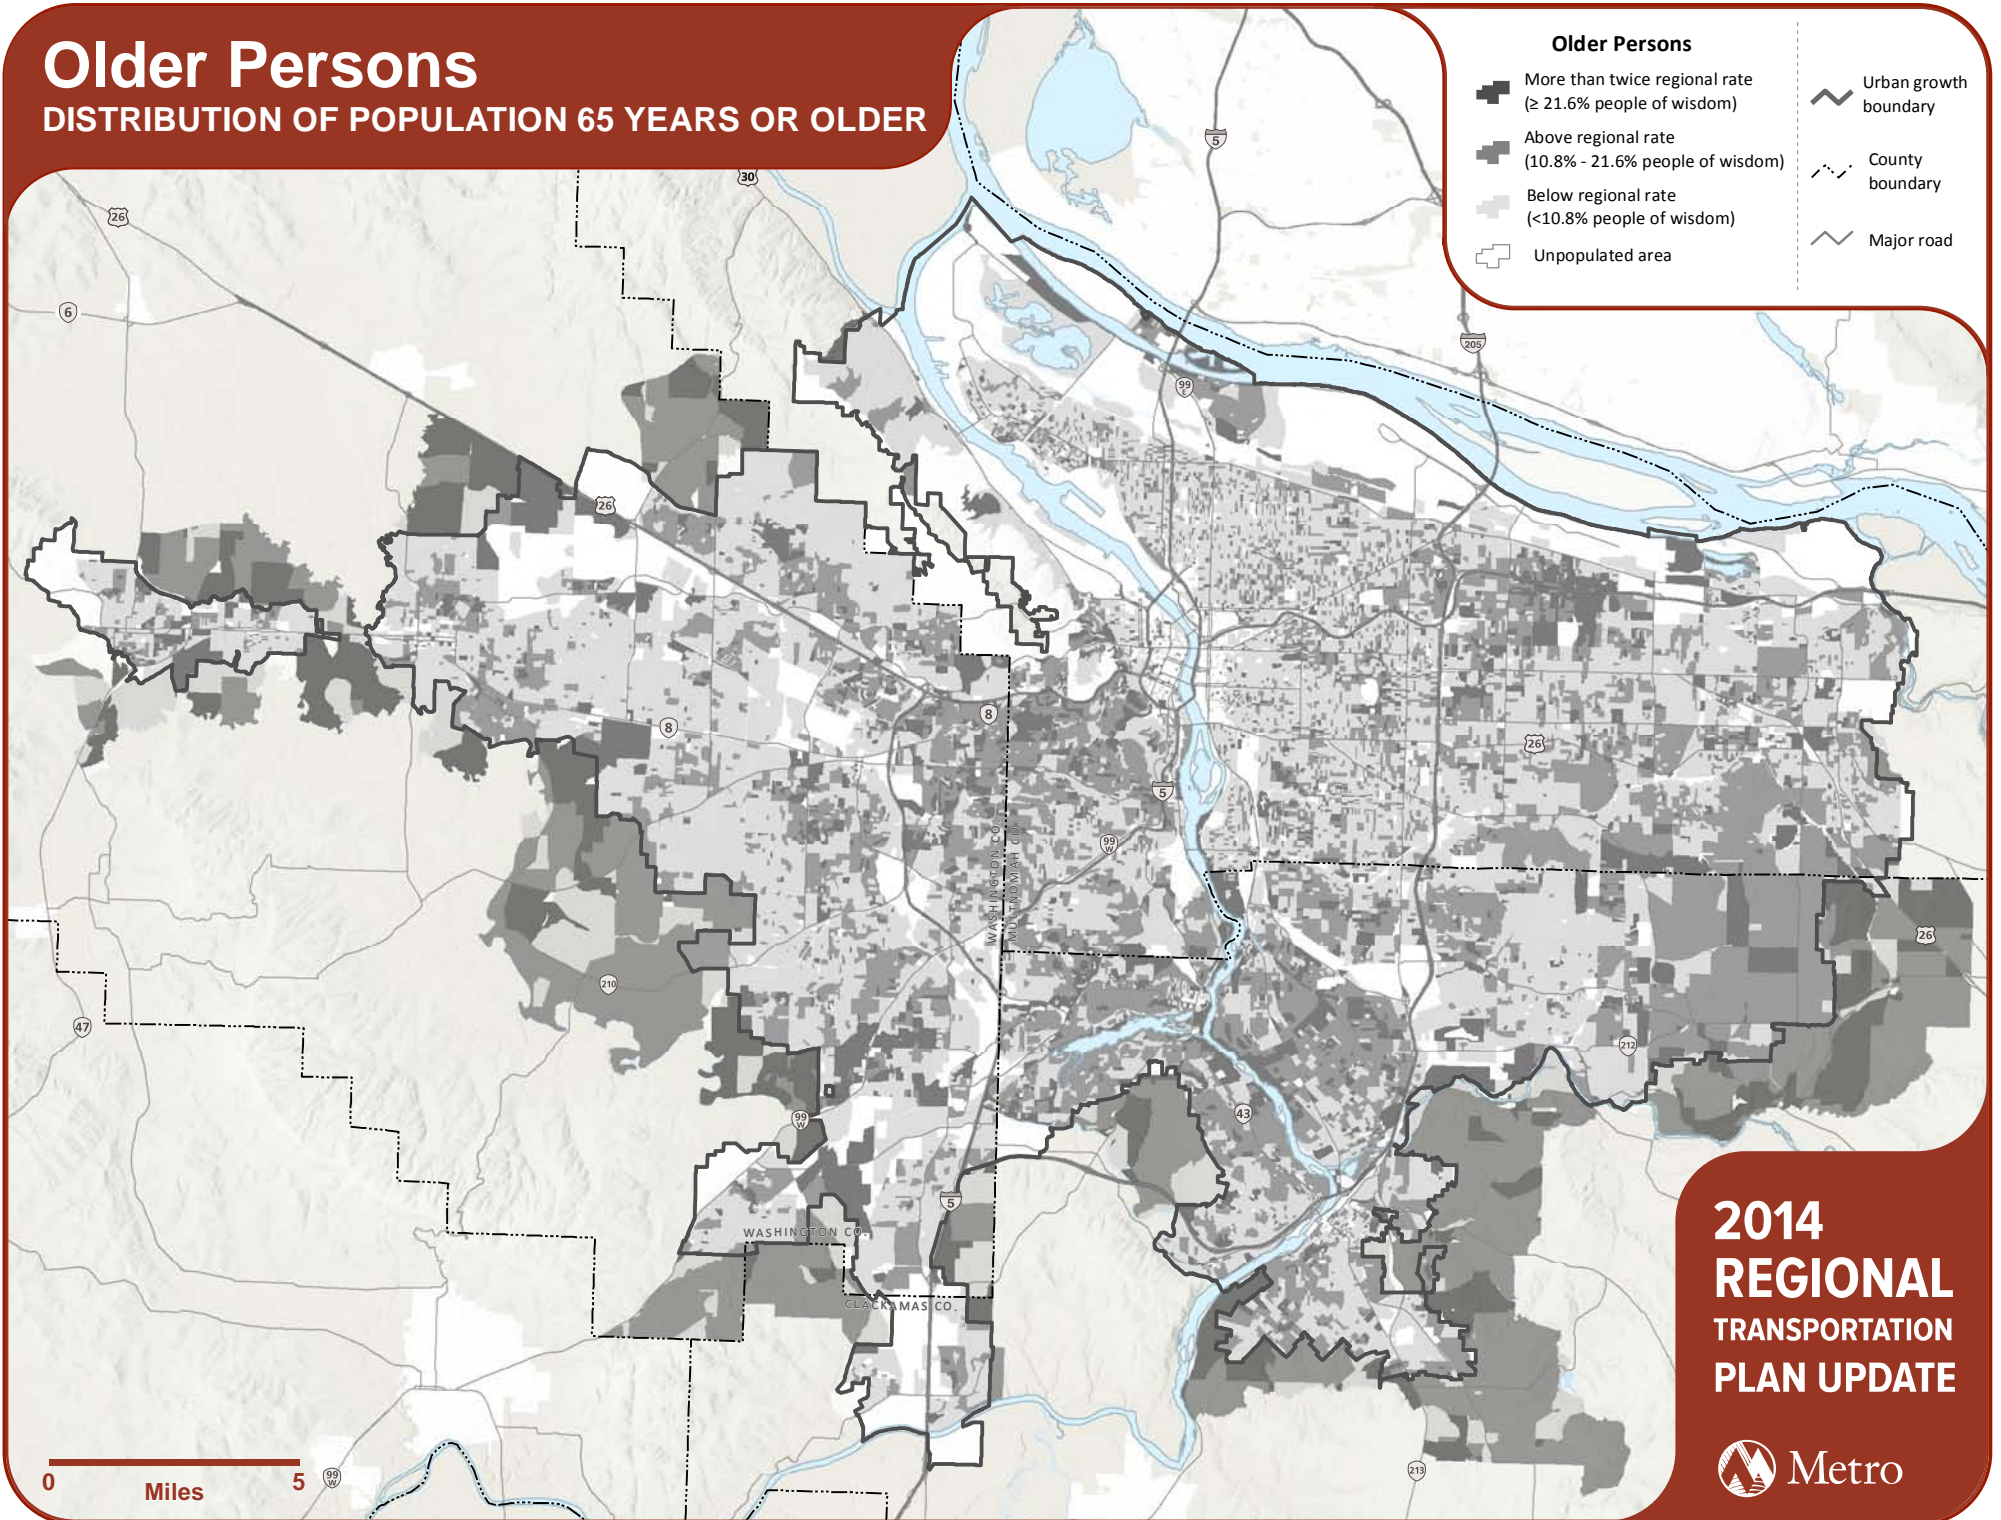 Older Persons
DISTRIBUTION OF POPULATION 65 YEARS OR OLDER
Older Persons
More than twice regional rate
(≥ 21.6% people of wisdom)
Above regional rate
(10.8% - 21.6% people of wisdom)
Below regional rate
(<10.8% people of wisdom)
Unpopulated area
Urban growth
boundary
County
boundary
Major road
30
26
5
6
205
99
E
26
8
8
26
5
99
W
WASHINGTON CO.
MULTNOMAH CO.
26
210
47
212
99
W
43
5
WASHINGTON CO.
CLACKAMAS CO.
213
99
W
0
Miles
5
2014
REGIONAL
TRANSPORTATION
PLAN UPDATE
Metro